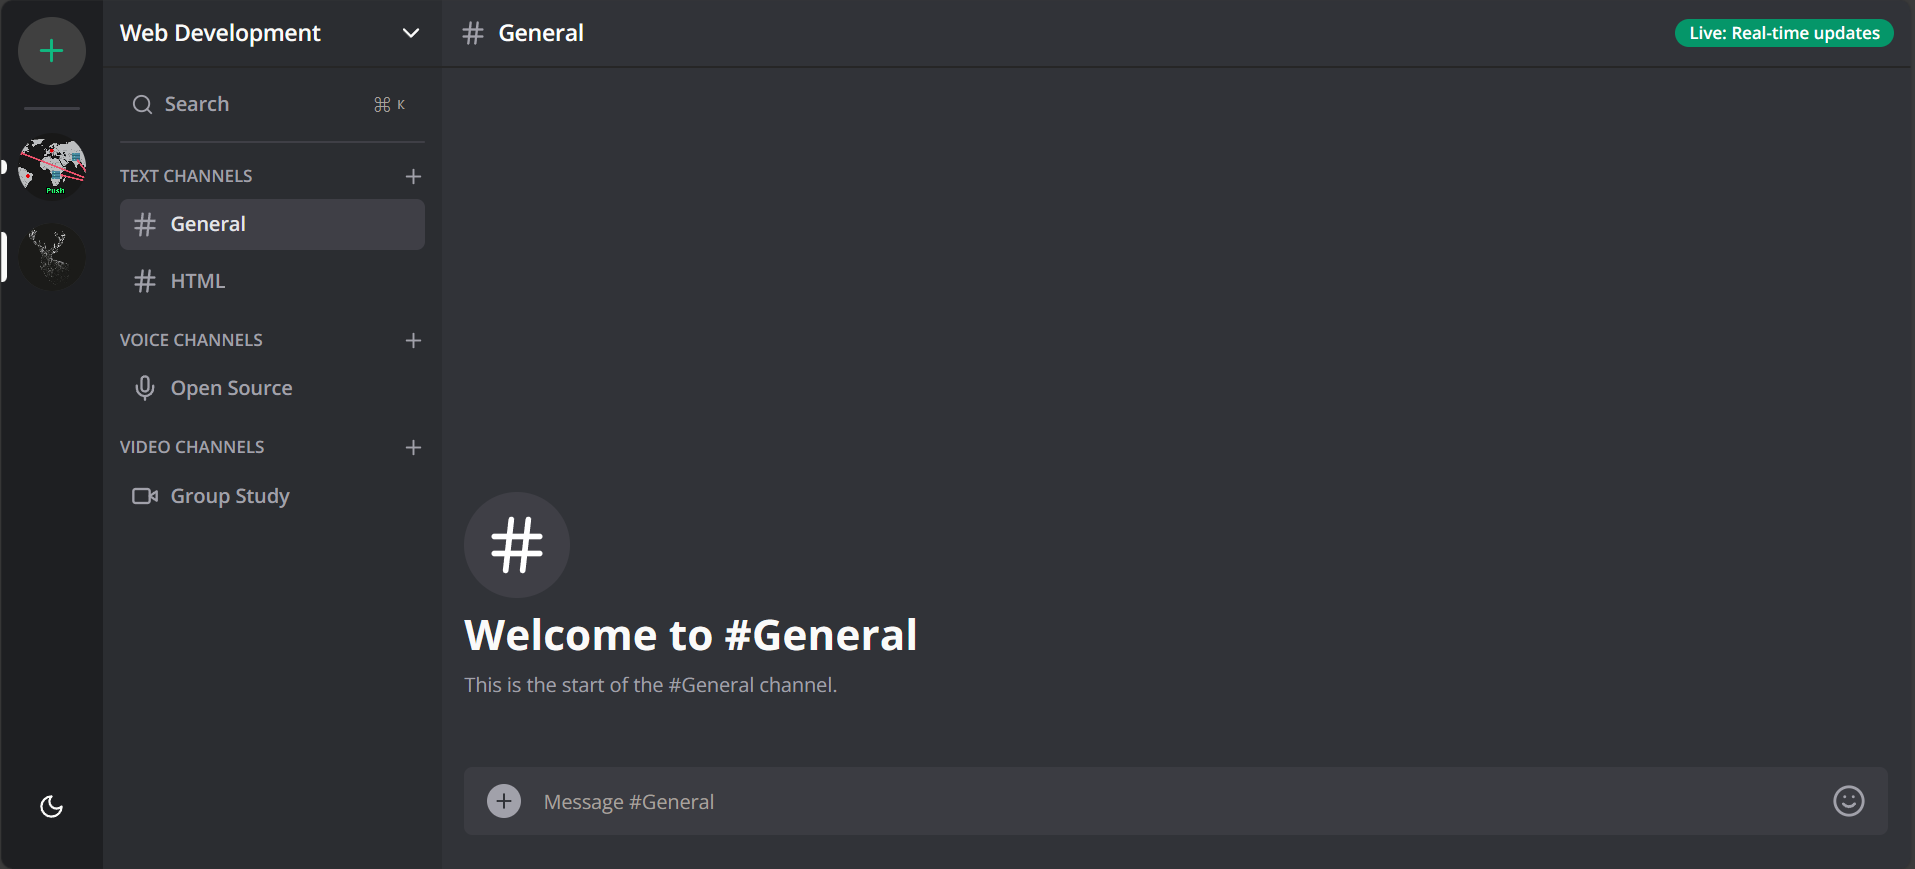 Web Development
# General
Live: Real-time updates
Search
⌘ K
Push
TEXT CHANNELS
# General
# HTML
VOICE CHANNELS
Open Source
VIDEO CHANNELS
Group Study
#
Welcome to #General
This is the start of the #General channel.
Message #General